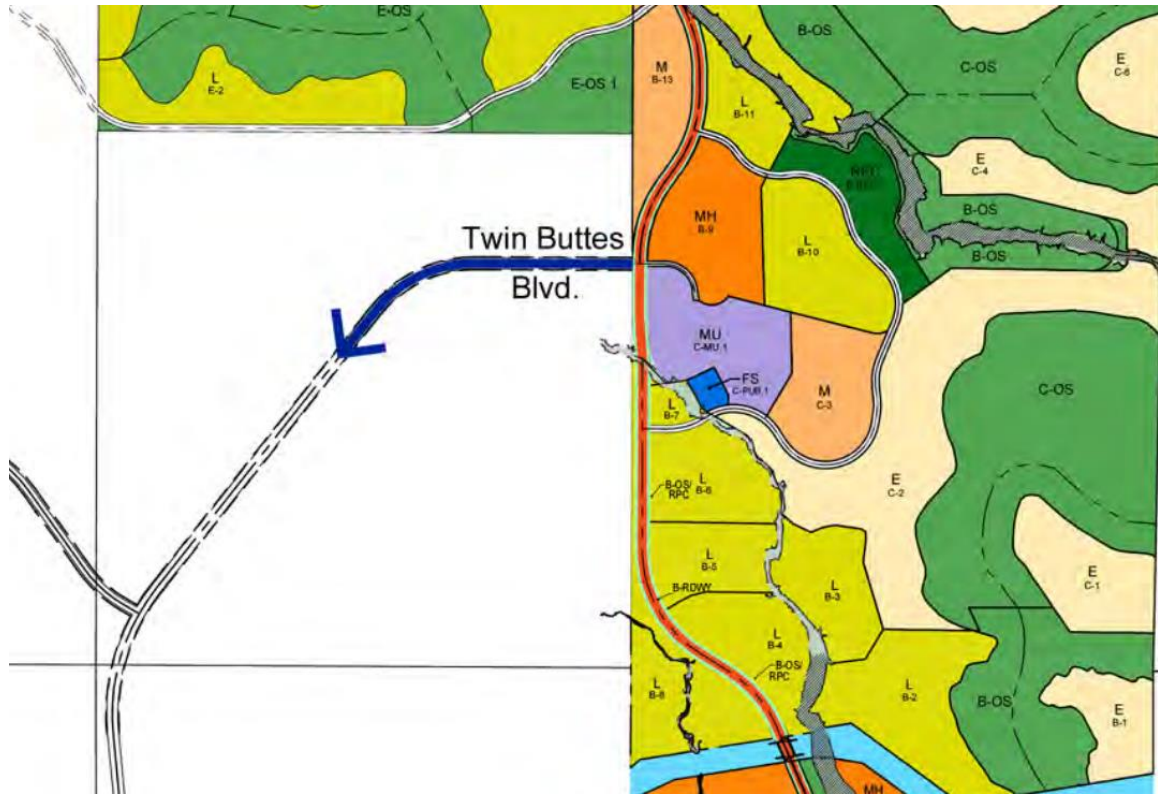 E-OS
L
E-2
E-OS 1
M
B-13
B-OS
C-OS
E
C-6
L
B-11
E
C-4
MH
B-9
L
B-10
B-OS
B-OS
Twin Buttes
Blvd.
MU
C-MU.1
FS
C-PUB.1
M
C-3
C-OS
L
B-7
E
C-2
B-OS/
RPC
L
B-6
L
B-5
E
C-1
B-RDWY
L
B-3
L
B-4
B-OS/
RPC
L
B-8
L
B-2
B-OS
E
B-1
MH